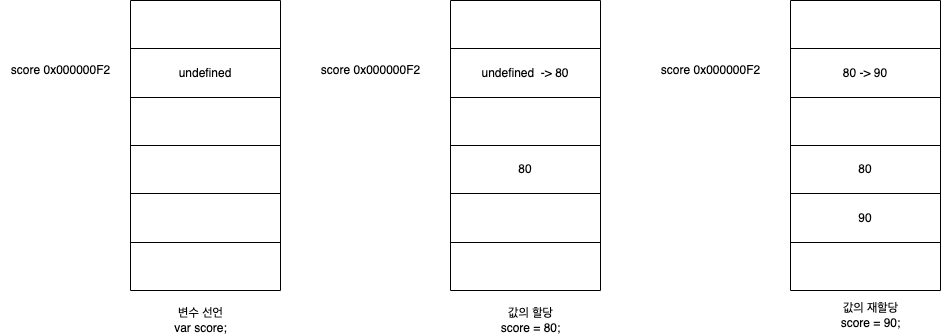 score 0x000000F2
undefined
변수 선언
var score;
score 0x000000F2
undefined -> 80
80
값의 할당
score = 80;
score 0x000000F2
80 -> 90
80
90
값의 재할당
score = 90;